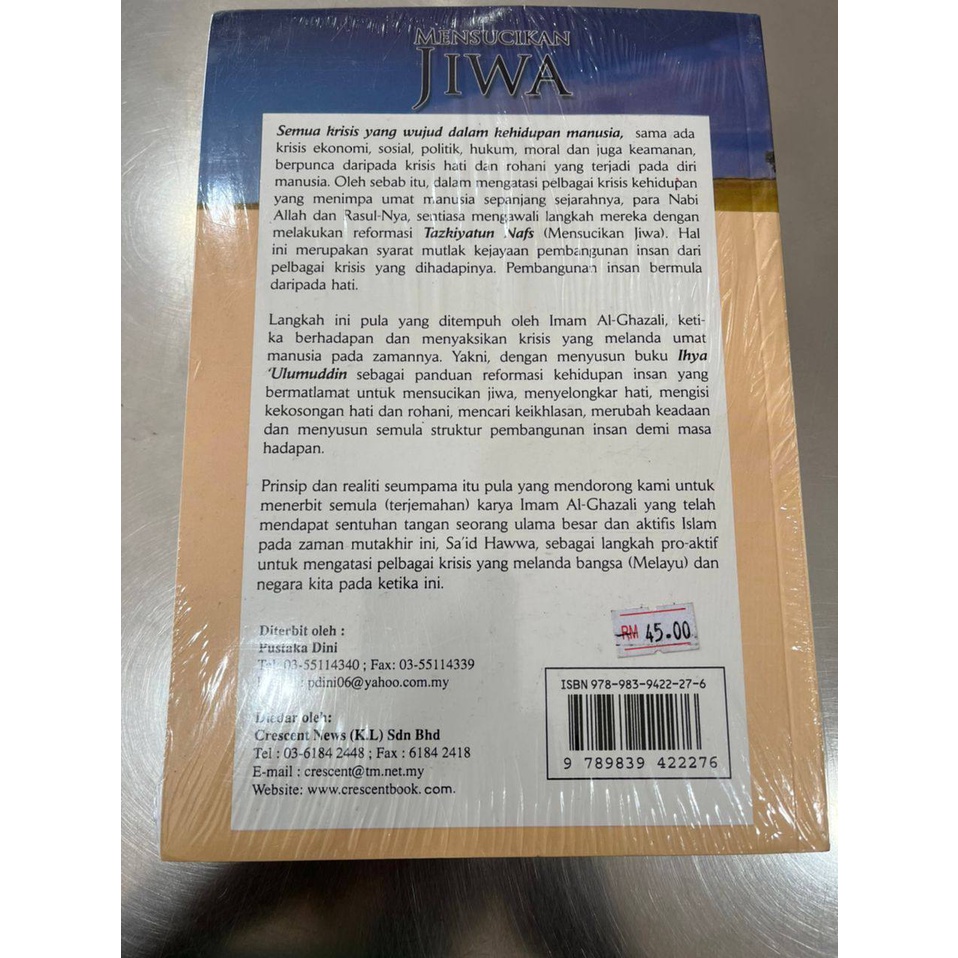 MENSUCIKAN
JIWA
Semua krisis yang wujud dalam kehidupan manusia, sama ada
krisis ekonomi, sosial, politik, hukum, moral dan juga keamanan,
berpunca daripada krisis hati dan rohani yang terjadi pada diri
manusia. Oleh sebab itu, dalam mengatasi pelbagai krisis kehidupan
yang menimpa umat manusia sepanjang sejarahnya, para Nabi
Allah dan Rasul-Nya, sentiasa mengawali langkah mereka dengan
melakukan reformasi Tazkiyatun Nafs (Mensucikan Jiwa). Hal
ini merupakan syarat mutlak kejayaan pembangunan insan dari
pelbagai krisis yang dihadapinya. Pembangunan insan bermula
daripada hati.
Langkah ini pula yang ditempuh oleh Imam Al-Ghazali, keti-
ka berhadapan dan menyaksikan krisis yang melanda umat
manusia pada zamannya. Yakni, dengan menyusun buku Ihya
'Ulumuddin sebagai panduan reformasi kehidupan insan yang
bermatlamat untuk mensucikan jiwa, menyelongkar hati, mengisi
kekosongan hati dan rohani, mencari keikhlasan, merubah keadaan
dan menyusun semula struktur pembangunan insan demi masa
hadapan.
Prinsip dan realiti seumpama itu pula yang mendorong kami untuk
menerbit semula (terjemahan) karya Imam Al-Ghazali yang telah
mendapat sentuhan tangan seorang ulama besar dan aktifis Islam
pada zaman mutakhir ini, Sa'id Hawwa, sebagai langkah pro-aktif
untuk mengatasi pelbagai krisis yang melanda bangsa (Melayu) dan
negara kita pada ketika ini.
Diterbit oleh :
Pustaka Dini
Tel: 03-55114340 ; Fax: 03-55114339
: pdini06@yahoo.com.my
Diedar oleh:
Crescent News (K.L) Sdn Bhd
Tel : 03-6184 2448 ; Fax : 6184 2418
E-mail : crescent@tm.net.my
Website: www.crescentbook. com.
RM 45.00
ISBN 978-983-9422-27-6
9 789839 422276